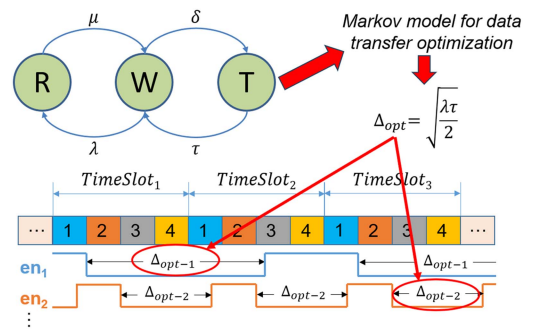 μ δ
Markov model for data
transfer optimization
R W T
λ τ
Δopt= √(λτ/2)
TimeSlot1 TimeSlot2 TimeSlot3
... 1 2 3 4 1 2 3 4 1 2 3 4 ...
en1 Δopt−1 Δopt−1
en2 Δopt−2 Δopt−2 Δopt−2
⋮